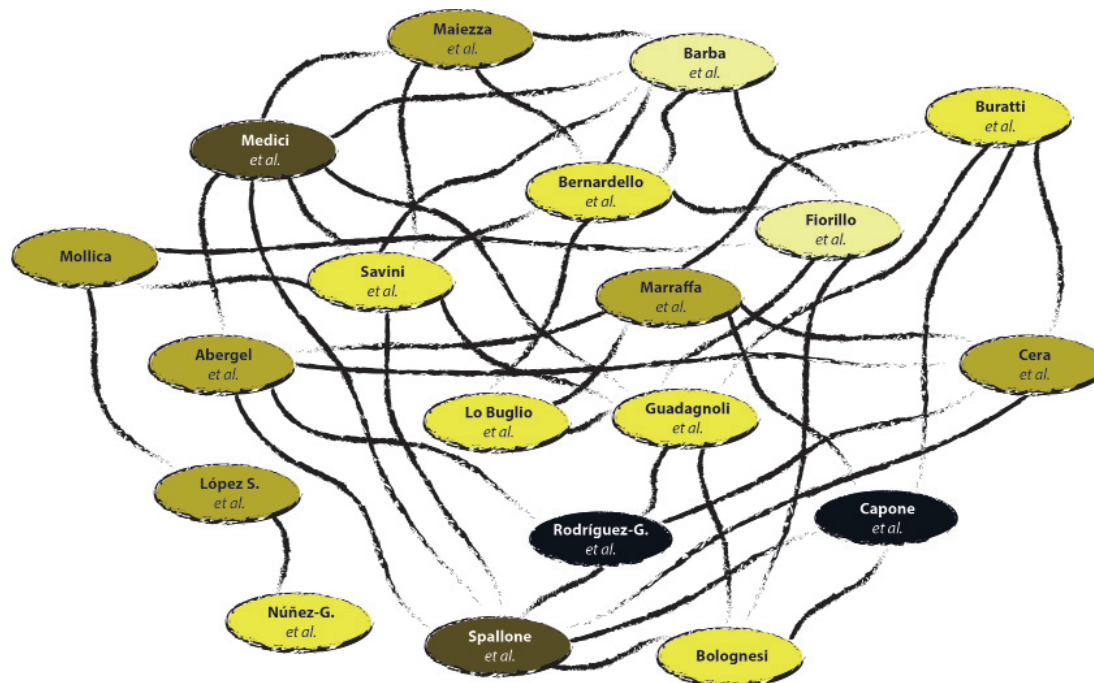 Maiezza
et al.
Barba
et al.
Buratti
et al.
Medici
et al.
Bernardello
et al.
Fiorillo
et al.
Mollica
Savini
et al.
Marraffa
et al.
Abergel
et al.
Cera
et al.
Lo Buglio
et al.
Guadagnoli
et al.
López S.
et al.
Rodríguez-G.
et al.
Capone
et al.
Núñez-G.
et al.
Spallone
et al.
Bolognesi